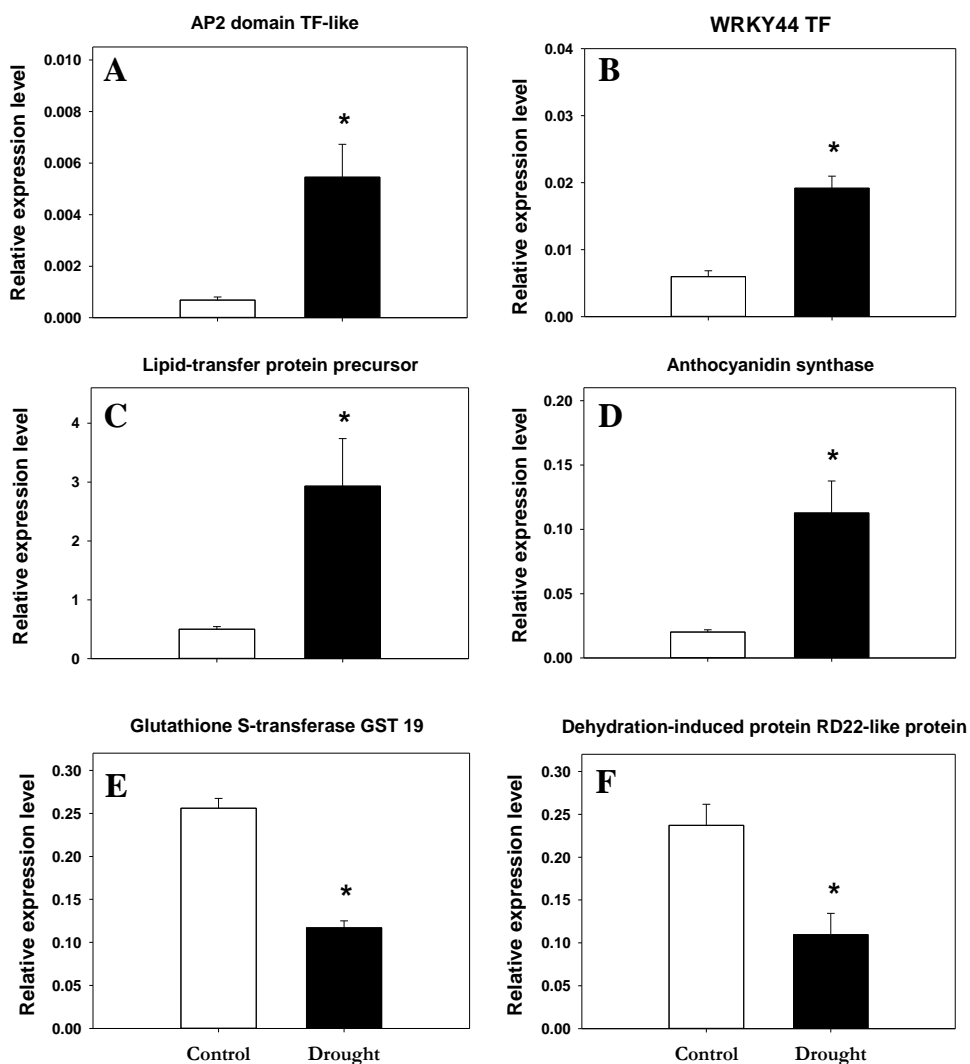 AP2 domain TF-like
A
Relative expression level
0.010
0.008
0.006
0.004
0.002
0.000
*
WRKY44 TF
B
Relative expression level
0.04
0.03
0.02
0.01
0.00
*
Lipid-transfer protein precursor
C
Relative expression level
4
3
2
1
0
*
Anthocyanidin synthase
D
Relative expression level
0.20
0.15
0.10
0.05
0.00
*
Glutathione S-transferase GST 19
E
Relative expression level
0.30
0.25
0.20
0.15
0.10
0.05
0.00
*
Control Drought
Dehydration-induced protein RD22-like protein
F
Relative expression level
0.30
0.25
0.20
0.15
0.10
0.05
0.00
*
Control Drought